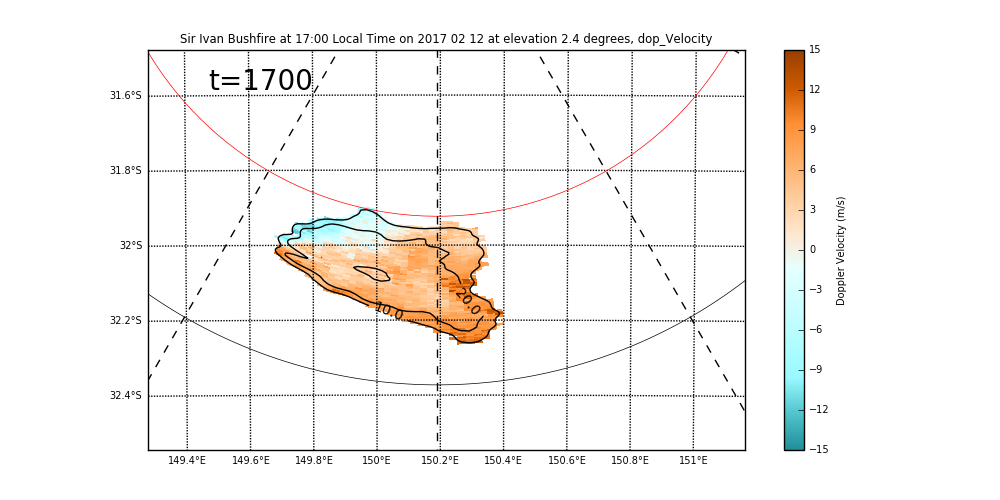 Sir Ivan Bushfire at 17:00 Local Time on 2017 02 12 at elevation 2.4 degrees, dop_Velocity
t=1700
31.6°S
31.8°S
32°S
32.2°S
32.4°S
20.0
10.0
149.4°E 149.6°E 149.8°E 150°E 150.2°E 150.4°E 150.6°E 150.8°E 151°E
15
12
9
6
3
0
−3
−6
−9
−12
−15
Doppler Velocity (m/s)